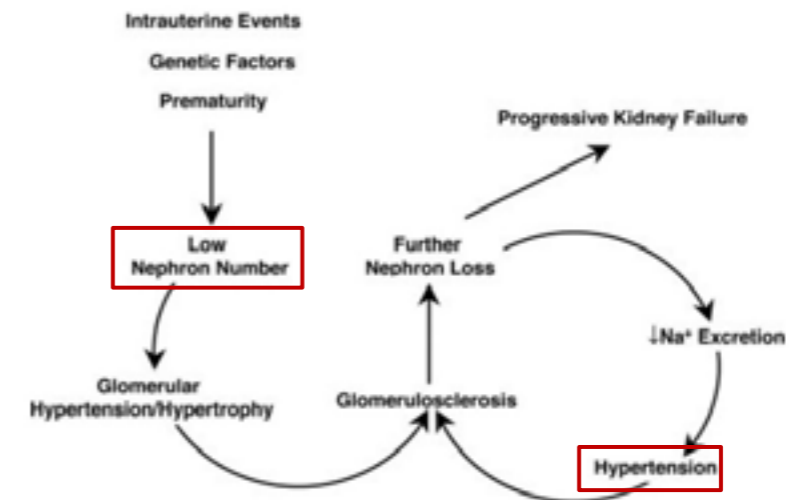 Intrauterine Events
Genetic Factors
Prematurity
Progressive Kidney Failure
Low
Nephron Number
Further
Nephron Loss
↓Na⁺ Excretion
Glomerular
Hypertension/Hypertrophy
Glomerulosclerosis
Hypertension